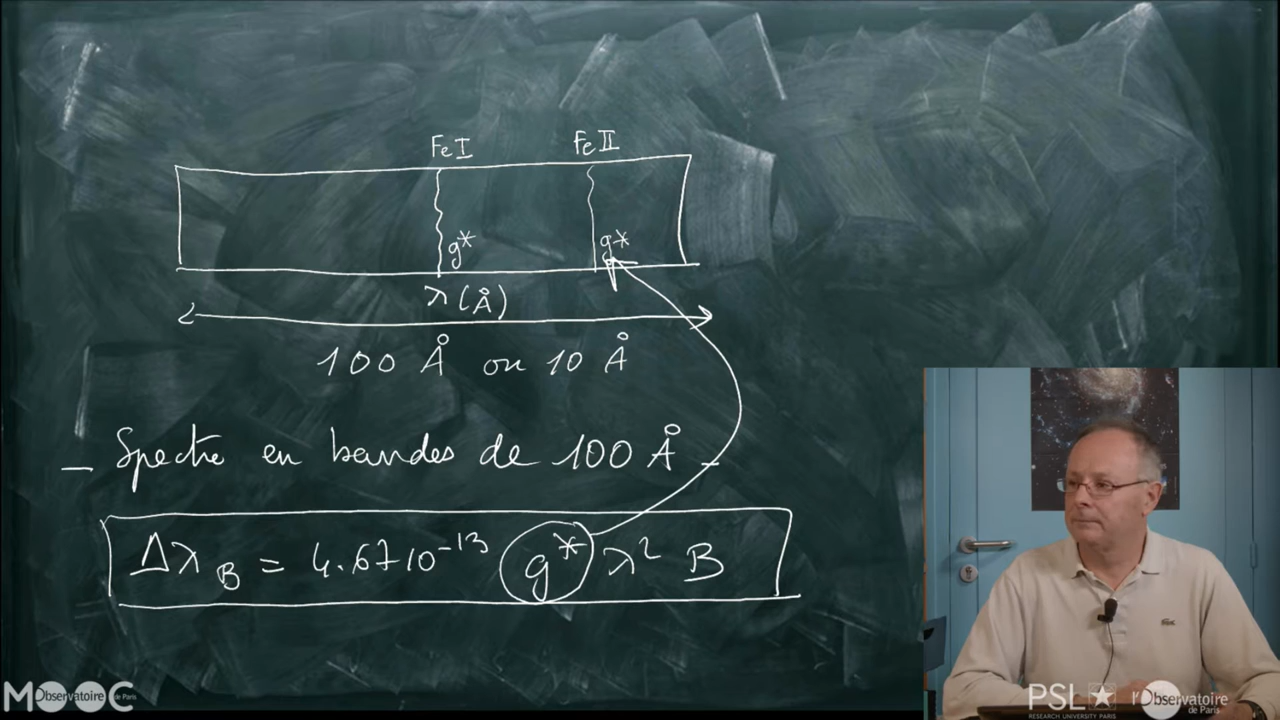 Fe I Fe II
g* g*
λ(Å)
100 Å ou 10 Å
– Spectre en bandes de 100 Å –
Δλ_B = 4.67 10⁻¹³ g* λ² B
MOOC
l'Observatoire de Paris
PSL★
RESEARCH UNIVERSITY PARIS
l'Observatoire
de Paris